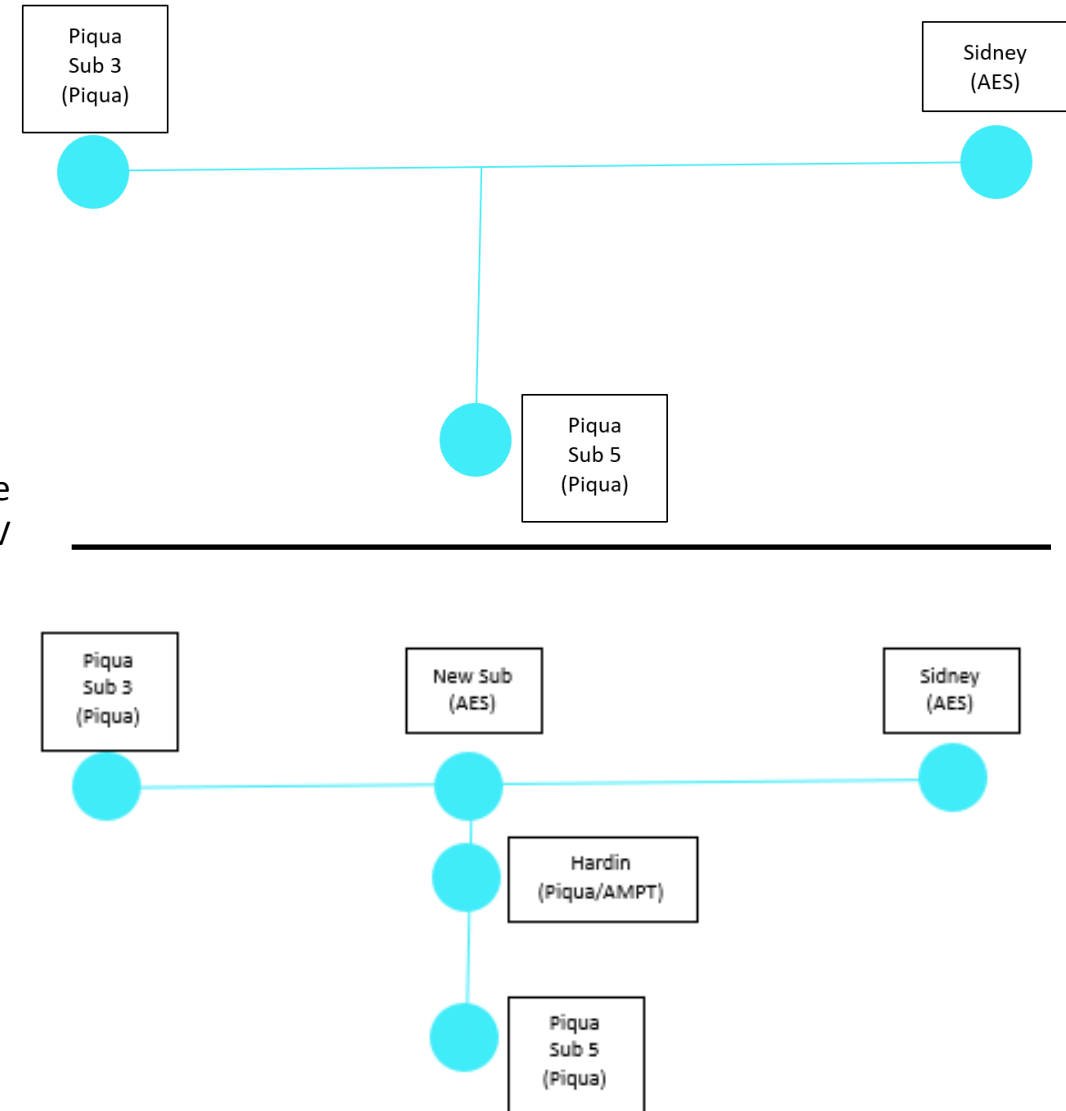 Piqua
Sub 3
(Piqua)
Sidney
(AES)
Piqua
Sub 5
(Piqua)
e
Piqua
Sub 3
(Piqua)
New Sub
(AES)
Sidney
(AES)
Hardin
(Piqua/AMPT)
Piqua
Sub 5
(Piqua)